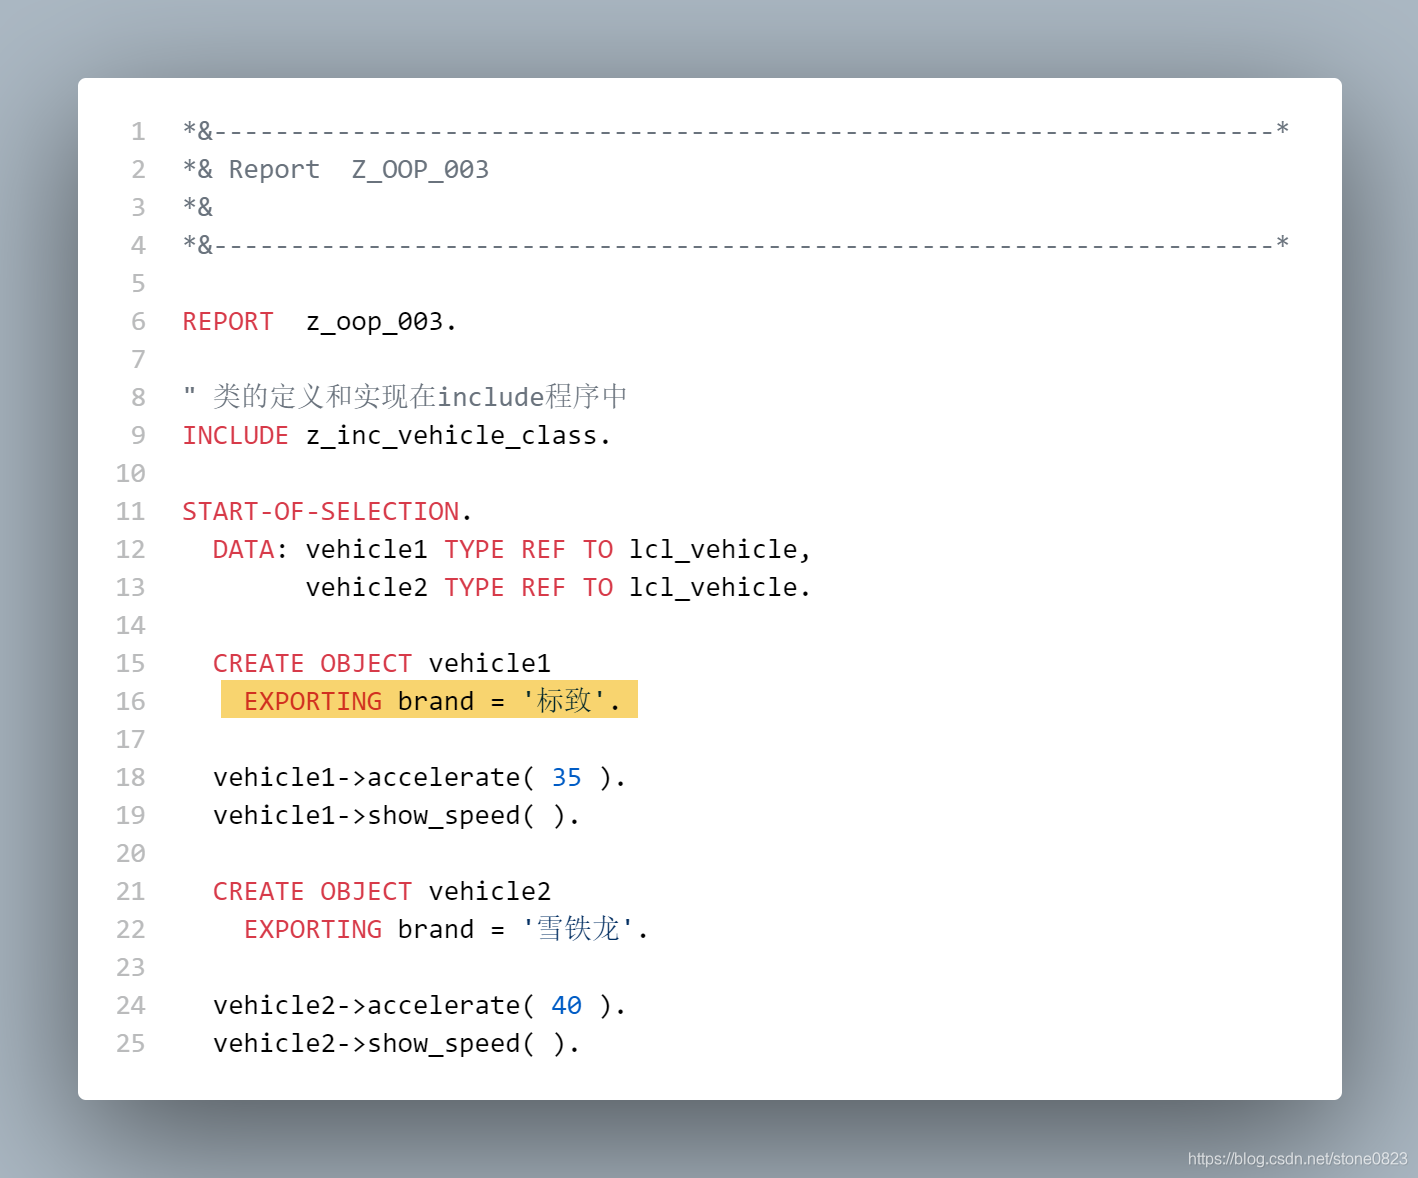 1 *&---------------------------------------------------------------------*
2 *& Report  Z_OOP_003
3 *&
4 *&---------------------------------------------------------------------*
5
6 REPORT  z_oop_003.
7
8 " 类的定义和实现在include程序中
9 INCLUDE z_inc_vehicle_class.
10
11 START-OF-SELECTION.
12   DATA: vehicle1 TYPE REF TO lcl_vehicle,
13         vehicle2 TYPE REF TO lcl_vehicle.
14
15   CREATE OBJECT vehicle1
16     EXPORTING brand = '标致'.
17
18   vehicle1->accelerate( 35 ).
19   vehicle1->show_speed( ).
20
21   CREATE OBJECT vehicle2
22     EXPORTING brand = '雪铁龙'.
23
24   vehicle2->accelerate( 40 ).
25   vehicle2->show_speed( ).
https://blog.csdn.net/stone0823